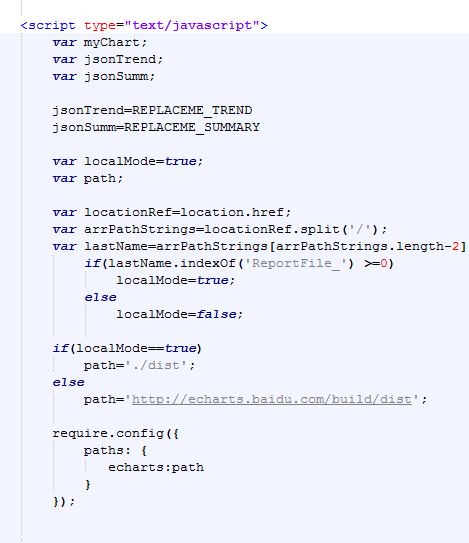 <script type="text/javascript">
var myChart;
var jsonTrend;
var jsonSumm;
jsonTrend=REPLACEME_TREND
jsonSumm=REPLACEME_SUMMARY
var localMode=true;
var path;
var locationRef=location.href;
var arrPathStrings=locationRef.split('/');
var lastName=arrPathStrings[arrPathStrings.length-2]
if(lastName.indexOf('ReportFile_') >=0)
localMode=true;
else
localMode=false;
if(localMode==true)
path='./dist';
else
path='http://echarts.baidu.com/build/dist';
require.config({
paths: {
echarts:path
}
});